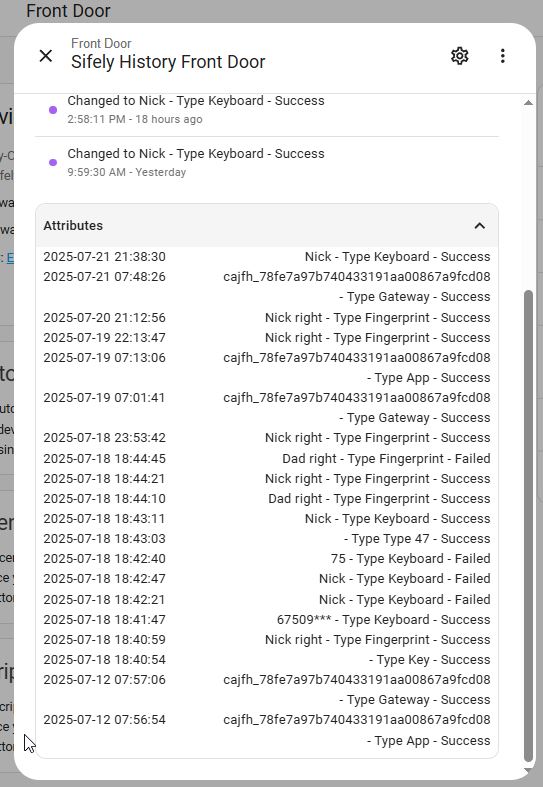 Front Door
Front Door
Sifely History Front Door
Changed to Nick - Type Keyboard - Success
2:58:11 PM - 18 hours ago
Changed to Nick - Type Keyboard - Success
9:59:30 AM - Yesterday
Attributes
2025-07-21 21:38:30 Nick - Type Keyboard - Success
2025-07-21 07:48:26 cajfh_78fe7a97b740433191aa00867a9fcd08
- Type Gateway - Success
2025-07-20 21:12:56 Nick right - Type Fingerprint - Success
2025-07-19 22:13:47 Nick right - Type Fingerprint - Success
2025-07-19 07:13:06 cajfh_78fe7a97b740433191aa00867a9fcd08
- Type App - Success
2025-07-19 07:01:41 cajfh_78fe7a97b740433191aa00867a9fcd08
- Type Gateway - Success
2025-07-18 23:53:42 Nick right - Type Fingerprint - Success
2025-07-18 18:44:45 Dad right - Type Fingerprint - Failed
2025-07-18 18:44:21 Nick right - Type Fingerprint - Success
2025-07-18 18:44:10 Dad right - Type Fingerprint - Success
2025-07-18 18:43:11 Nick - Type Keyboard - Success
2025-07-18 18:43:03 - Type Type 47 - Success
2025-07-18 18:42:40 75 - Type Keyboard - Failed
2025-07-18 18:42:47 Nick - Type Keyboard - Failed
2025-07-18 18:42:21 Nick - Type Keyboard - Failed
2025-07-18 18:41:47 67509*** - Type Keyboard - Success
2025-07-18 18:40:59 Nick right - Type Fingerprint - Success
2025-07-18 18:40:54 - Type Key - Success
2025-07-12 07:57:06 cajfh_78fe7a97b740433191aa00867a9fcd08
- Type Gateway - Success
2025-07-12 07:56:54 cajfh_78fe7a97b740433191aa00867a9fcd08
- Type App - Success